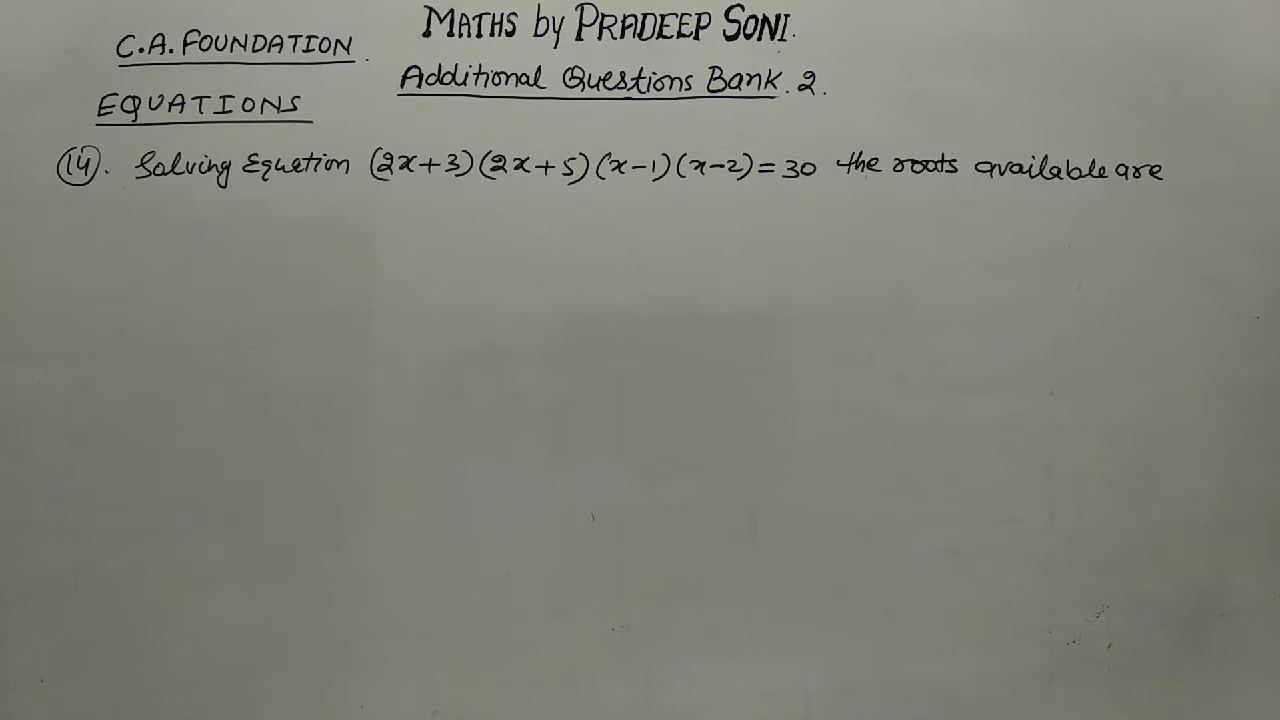 MATHS by PRADEEP SONI.
C.A. FOUNDATION.
Additional Questions Bank. 2.
EQUATIONS
(14). Solving Equation (2x+3)(2x+5)(x-1)(x-2)=30 the roots available are